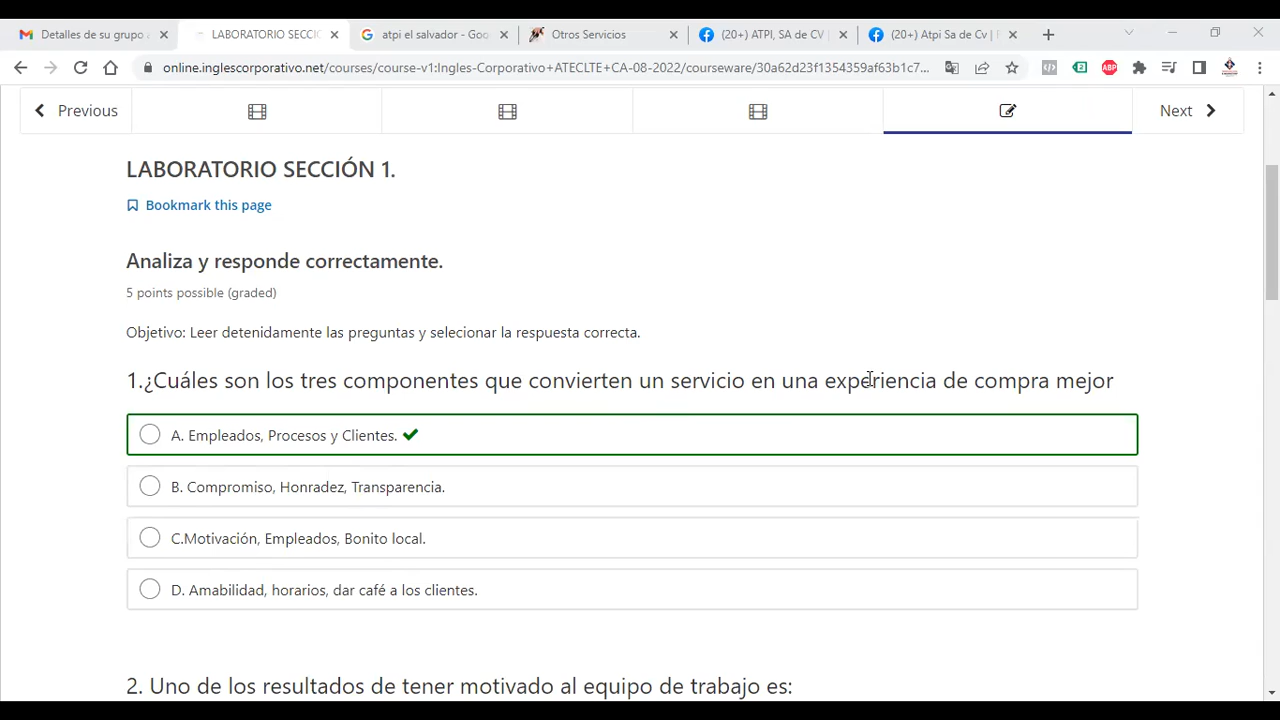 Detalles de su grupo
LABORATORIO SECCIÓ
atpi el salvador - Goo
Otros Servicios
(20+) ATPI, SA de CV |
(20+) Atpi Sa de Cv |
online.inglescorporativo.net/courses/course-v1:Ingles-Corporativo+ATECLTE+CA-08-2022/courseware/30a62d23f1354359af63b1c7...
Previous
Next
LABORATORIO SECCIÓN 1.
Bookmark this page
Analiza y responde correctamente.
5 points possible (graded)
Objetivo: Leer detenidamente las preguntas y selecionar la respuesta correcta.
1.¿Cuáles son los tres componentes que convierten un servicio en una experiencia de compra mejor
A. Empleados, Procesos y Clientes.
B. Compromiso, Honradez, Transparencia.
C.Motivación, Empleados, Bonito local.
D. Amabilidad, horarios, dar café a los clientes.
2. Uno de los resultados de tener motivado al equipo de trabajo es: